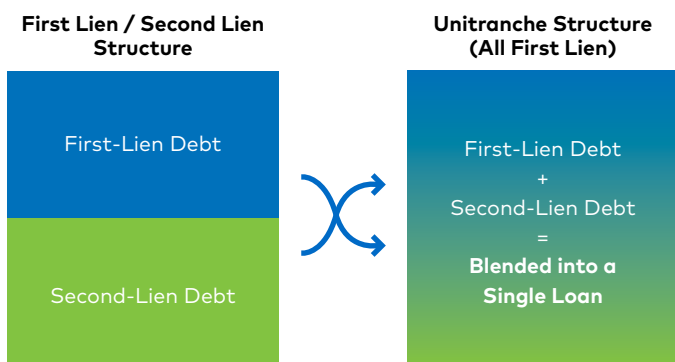 First Lien / Second Lien
Structure
First-Lien Debt
Second-Lien Debt
Unitranche Structure
(All First Lien)
First-Lien Debt
+
Second-Lien Debt
=
Blended into a
Single Loan